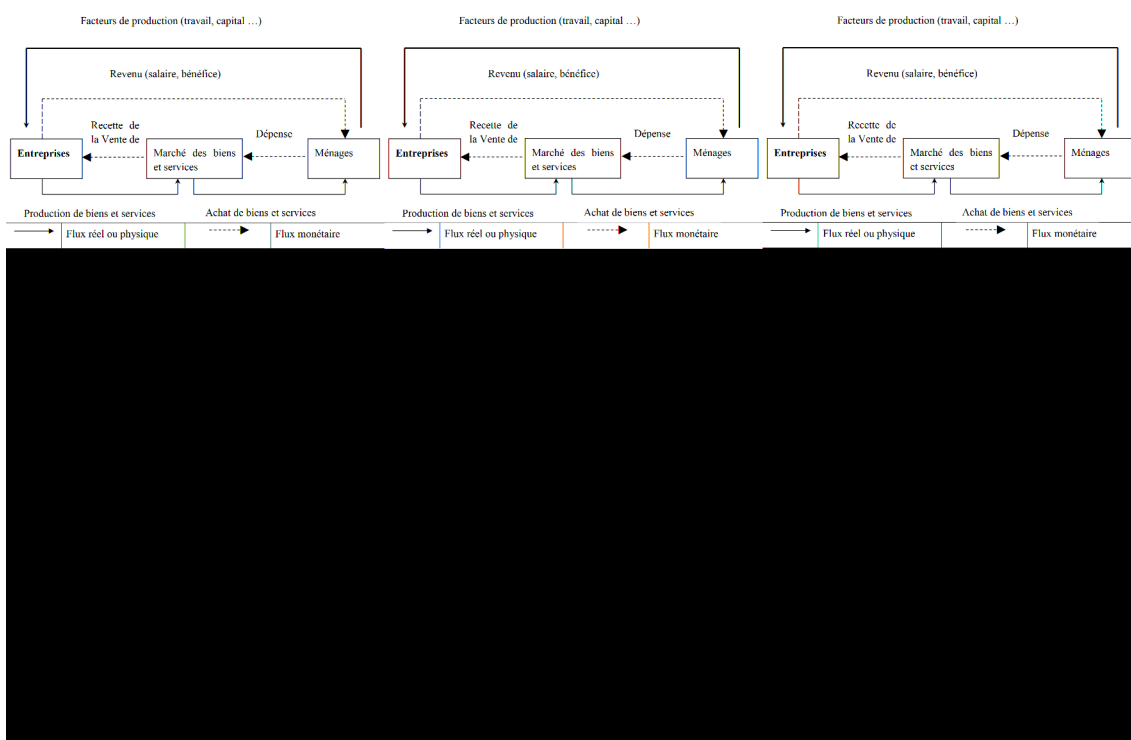 Facteurs de production (travail, capital …)
Revenu (salaire, bénéfice)
Recette de
la Vente de
Dépense
Entreprises
Marché des biens
et services
Ménages
Production de biens et services
Achat de biens et services
Flux réel ou physique
Flux monétaire
Facteurs de production (travail, capital …)
Revenu (salaire, bénéfice)
Recette de
la Vente de
Dépense
Entreprises
Marché des biens
et services
Ménages
Production de biens et services
Achat de biens et services
Flux réel ou physique
Flux monétaire
Facteurs de production (travail, capital …)
Revenu (salaire, bénéfice)
Recette de
la Vente de
Dépense
Entreprises
Marché des biens
et services
Ménages
Production de biens et services
Achat de biens et services
Flux réel ou physique
Flux monétaire